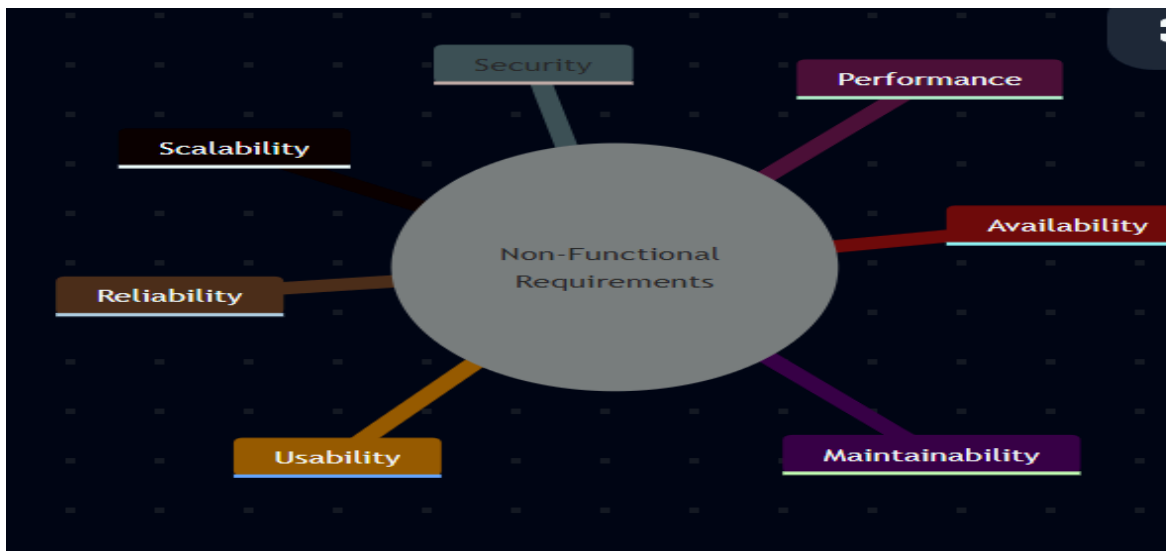 Security
Performance
Scalability
Availability
Non-Functional
Requirements
Reliability
Usability
Maintainability